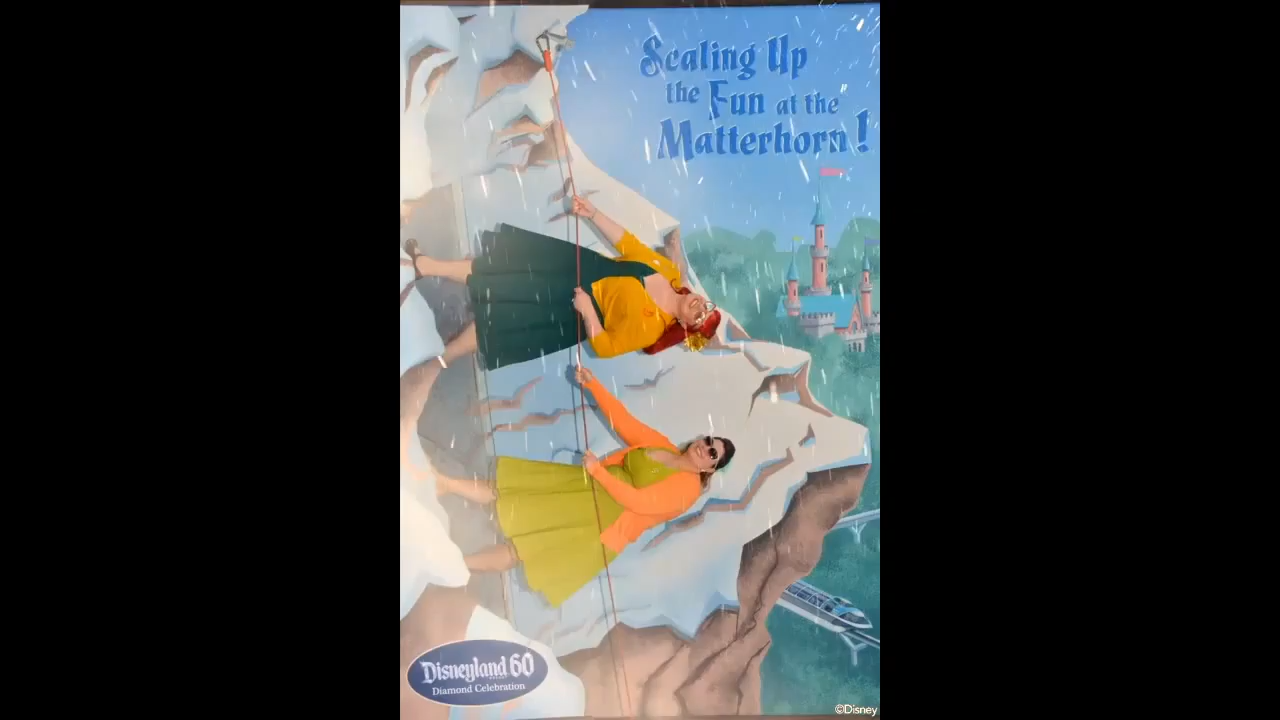 Scaling Up
the Fun at the
Matterhorn!
Disneyland 60
Diamond Celebration
©Disney